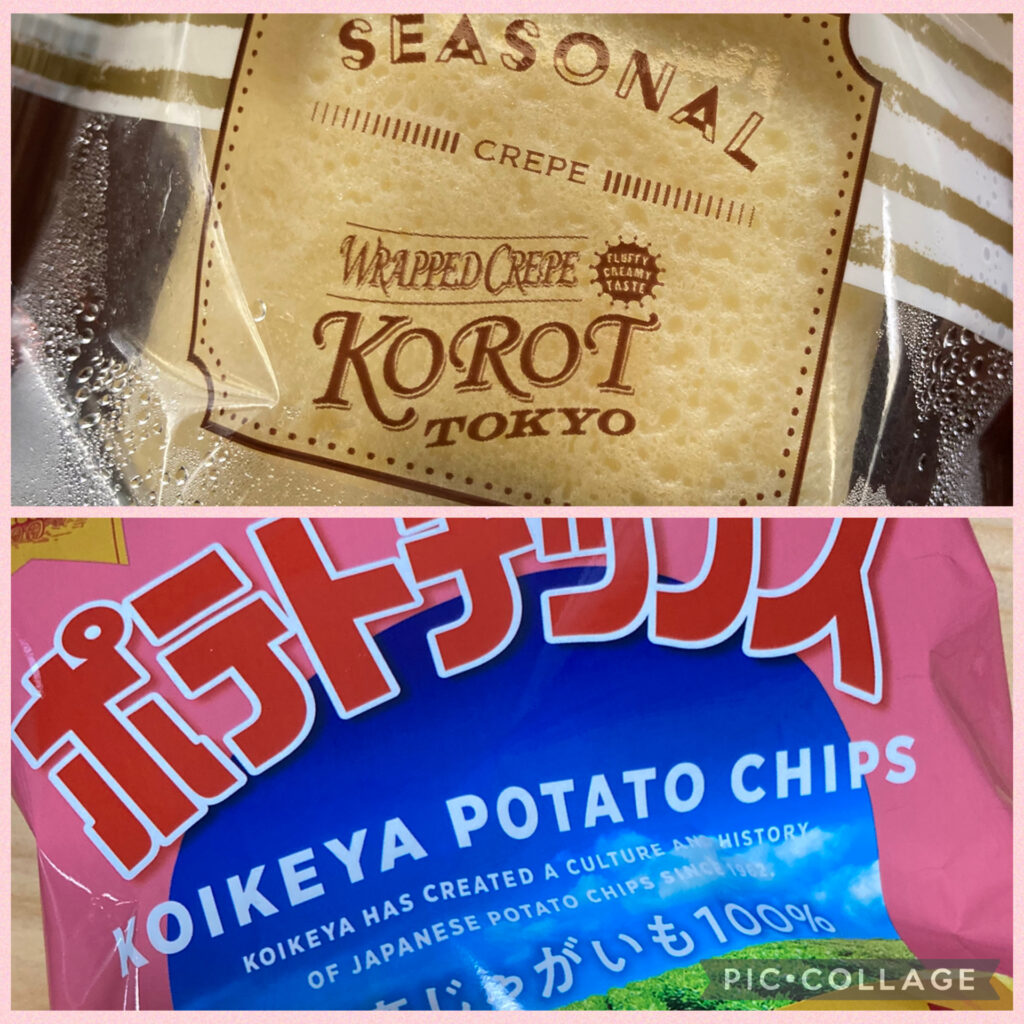 SEASONAL
CREPE
WRAPPED CREPE
FLUFFY
CREAMY
TASTE
KOROT
TOKYO
ポテトチップス
KOIKEYA POTATO CHIPS
KOIKEYA HAS CREATED A CULTURE AND HISTORY
OF JAPANESE POTATO CHIPS SINCE 1962.
じゃがいも100%
PIC•COLLAGE